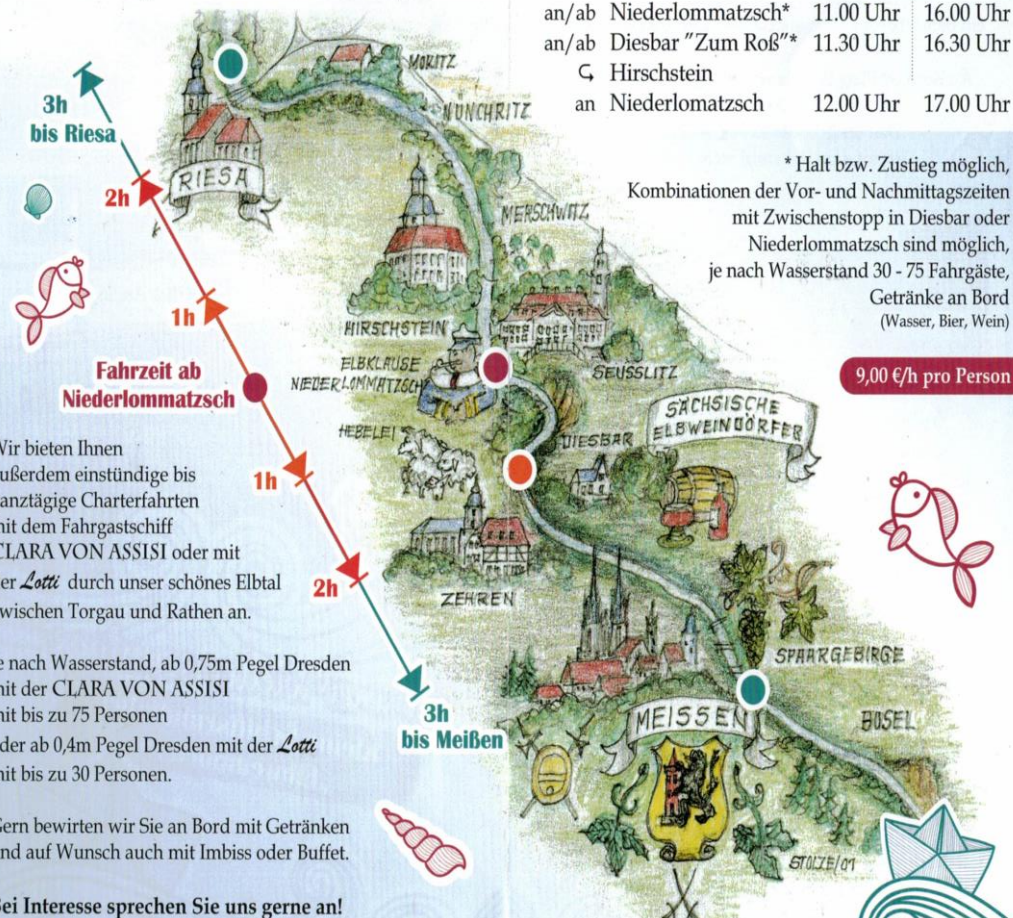 an/ab Niederlommatzsch* 11.00 Uhr 16.00 Uhr
an/ab Diesbar "Zum Roß"* 11.30 Uhr 16.30 Uhr
Hirschstein
an Niederlomatzsch 12.00 Uhr 17.00 Uhr
* Halt bzw. Zustieg möglich,
Kombinationen der Vor- und Nachmittagszeiten
mit Zwischenstopp in Diesbar oder
Niederlommatzsch sind möglich,
je nach Wasserstand 30 - 75 Fahrgäste,
Getränke an Bord
(Wasser, Bier, Wein)
9,00 €/h pro Person
3h
bis Riesa
2h
1h
Fahrzeit ab
Niederlommatzsch
1h
2h
3h
bis Meißen
MORITZ
NÜNCHRITZ
RIESA
MERSCHWITZ
HIRSCHSTEIN
ELBKLAUSE
NIEDERLOMMATZSCH
SEUSSLITZ
SÄCHSISCHE
ELBWEINDÖRFER
HEBELEI
DIESBAR
ZEHREN
SPAARGEBIRGE
MEISSEN
BOSEL
STOLZE/01
Wir bieten Ihnen
ußerdem einstündige bis
anztägige Charterfahrten
mit dem Fahrgastschiff
CLARA VON ASSISI oder mit
er Lotti durch unser schönes Elbtal
wischen Torgau und Rathen an.
e nach Wasserstand, ab 0,75m Pegel Dresden
mit der CLARA VON ASSISI
mit bis zu 75 Personen
der ab 0,4m Pegel Dresden mit der Lotti
mit bis zu 30 Personen.
Gern bewirten wir Sie an Bord mit Getränken
nd auf Wunsch auch mit Imbiss oder Buffet.
Bei Interesse sprechen Sie uns gerne an!